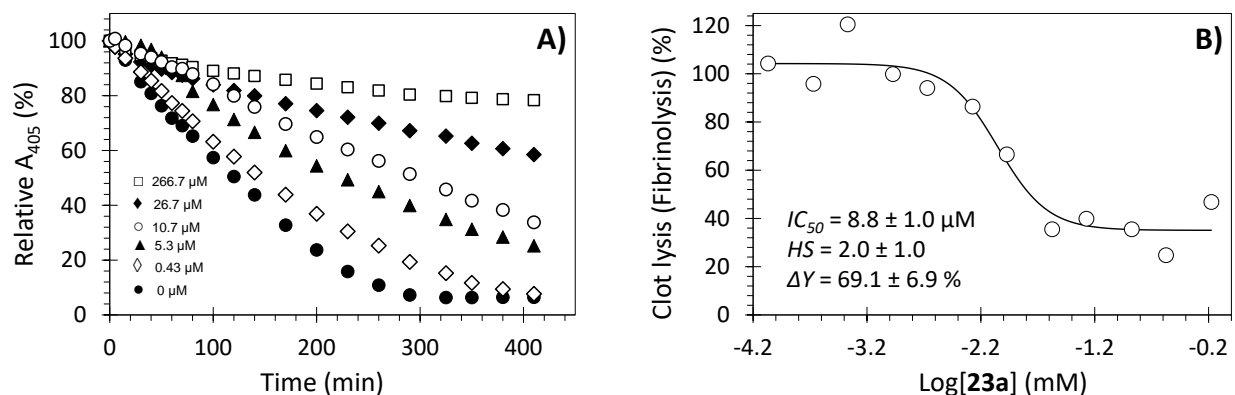 A)
Relative A₄₀₅ (%)
100
80
60
40
20
0
266.7 µM
26.7 µM
10.7 µM
5.3 µM
0.43 µM
0 µM
0 100 200 300 400
Time (min)
B)
Clot lysis (Fibrinolysis) (%)
120
100
80
60
40
20
0
IC₅₀ = 8.8 ± 1.0 µM
HS = 2.0 ± 1.0
ΔY = 69.1 ± 6.9 %
-4.2 -3.2 -2.2 -1.2 -0.2
Log[23a] (mM)